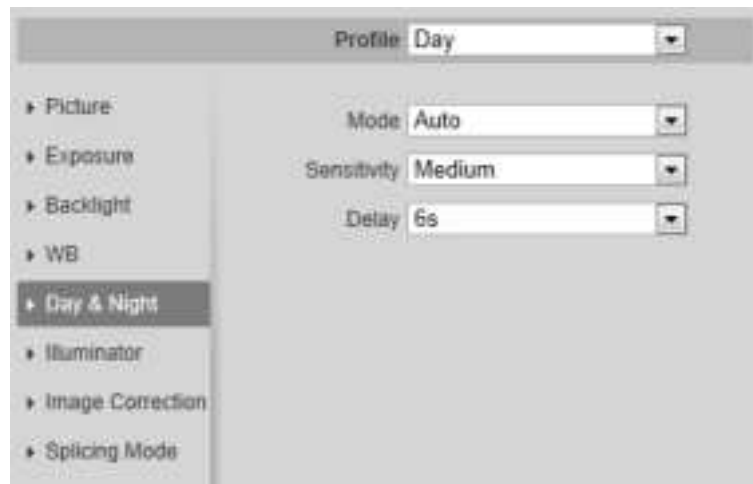 Profile Day
Picture
Exposure
Backlight
WB
Day & Night
Illuminator
Image Correction
Splicing Mode
Mode Auto
Sensitivity Medium
Delay 6s